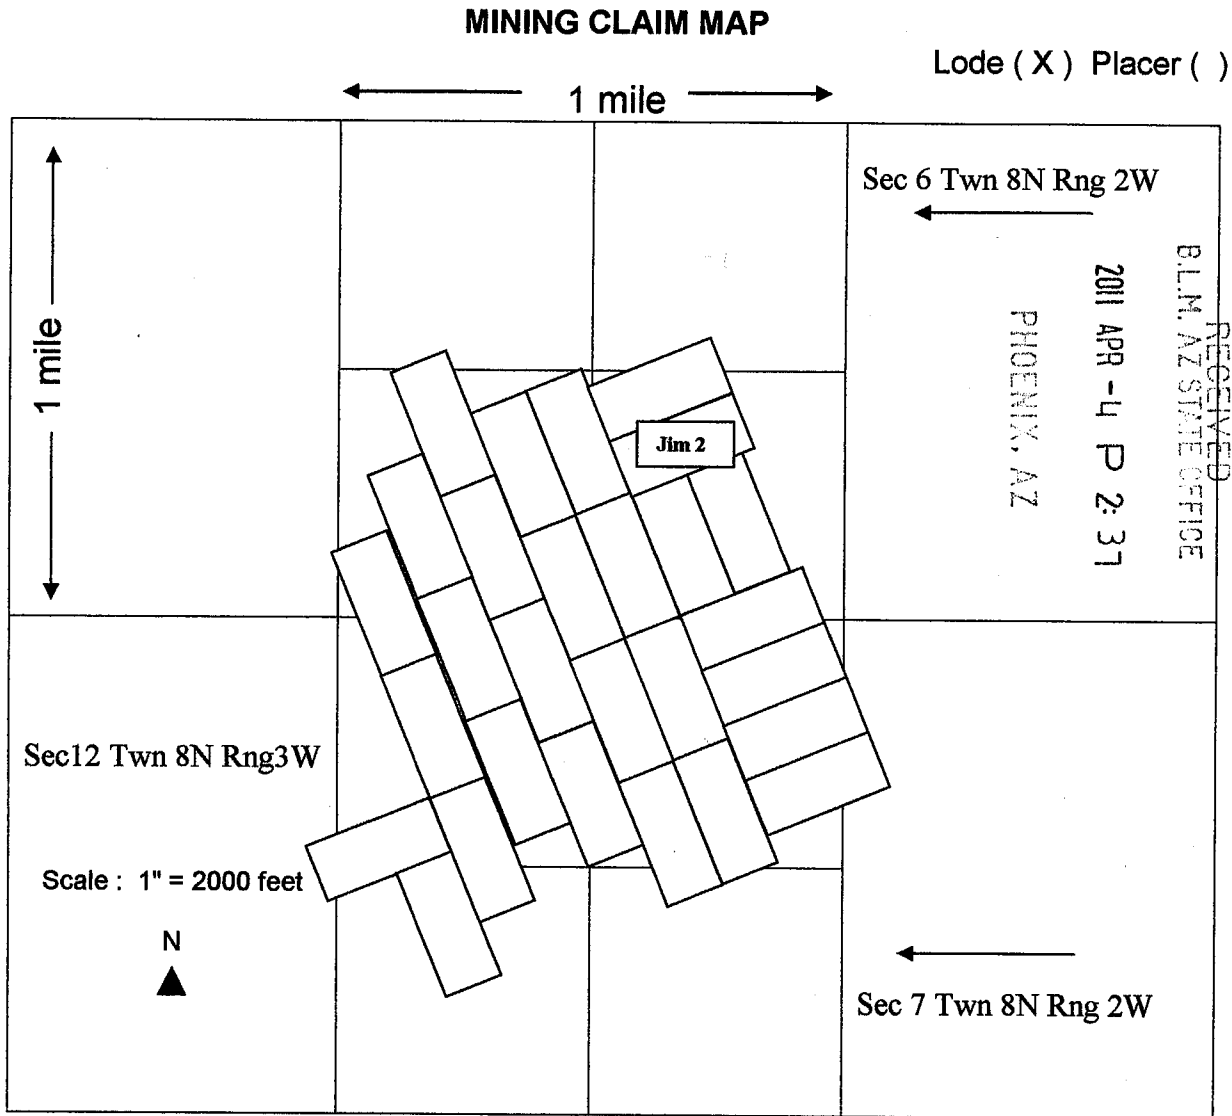 MINING CLAIM MAP
Lode ( X ) Placer ( )
1 mile
Sec 6 Twn 8N Rng 2W
1 mile
RECEIVED
B.L.M. AZ STATE OFFICE
2011 APR -4 P 2:37
PHOENIX, AZ
Jim 2
Sec12 Twn 8N Rng3W
Scale : 1" = 2000 feet
N
Sec 7 Twn 8N Rng 2W